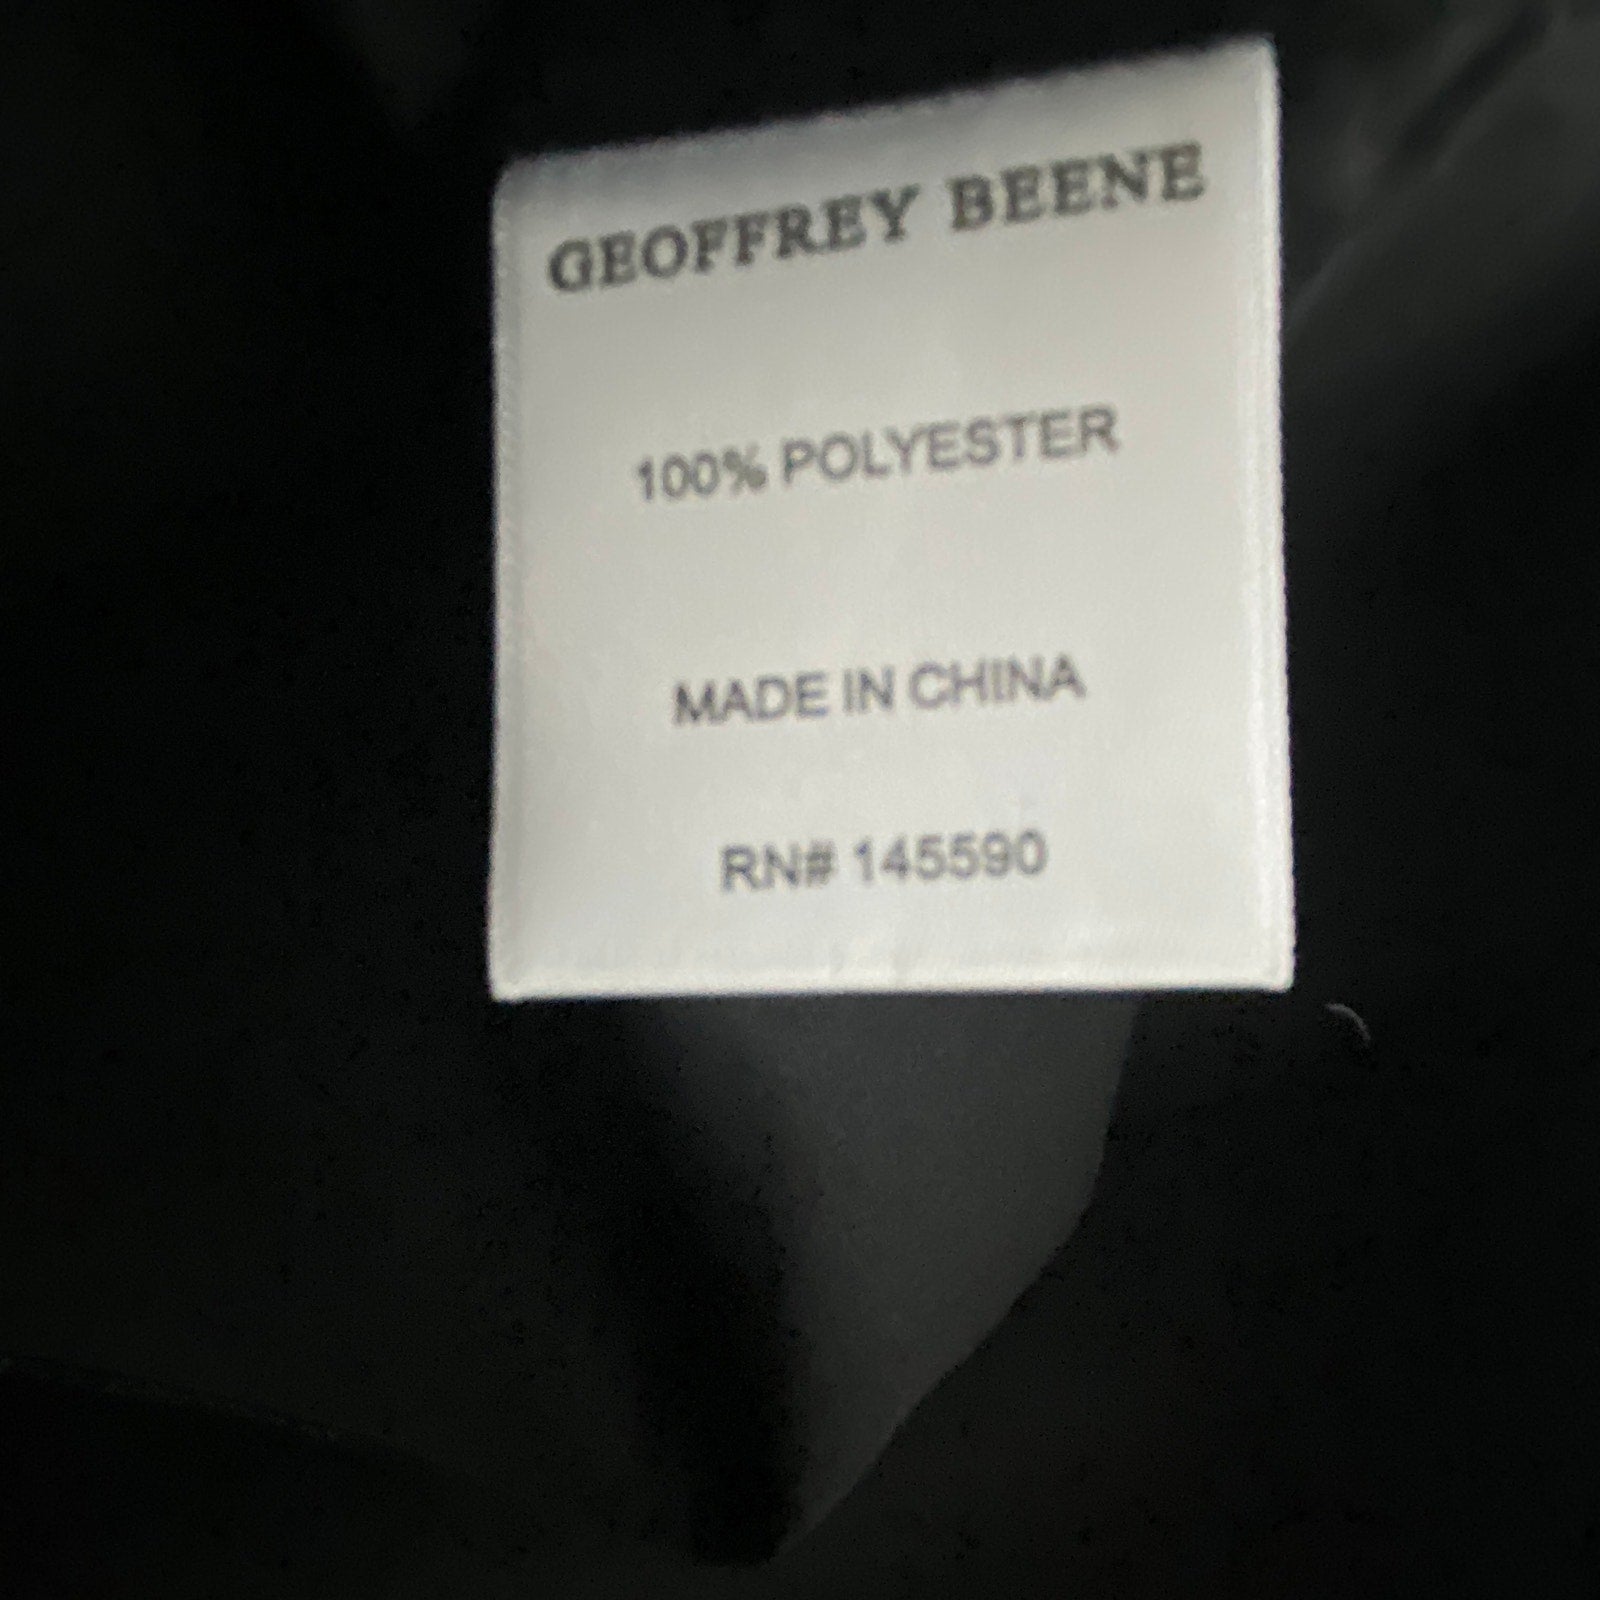 GEOFFREY BEENE
100% POLYESTER
MADE IN CHINA
RN# 145590